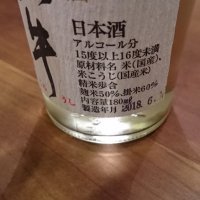 日本酒
アルコール分
15度以上16度未満
原材料名 米(国産)、
米こうじ(国産米)
精米歩合
麹米50%、掛米60%
内容量180ml
製造年月 2018.6.